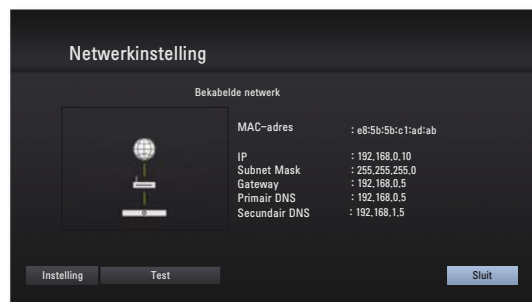 Netwerkinstelling
Bekabelde netwerk
MAC-adres : e8:5b:5b:c1:ad:ab
IP : 192,168,0,10
Subnet Mask : 255,255,255,0
Gateway : 192,168,0,5
Primair DNS : 192,168,0,5
Secundair DNS : 192,168,1,5
Instelling Test Sluit